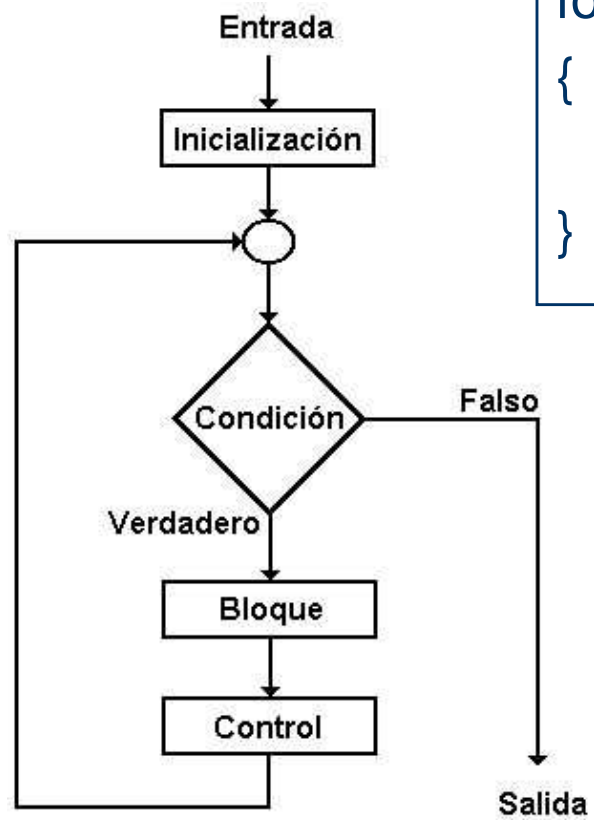 Entrada
Inicialización
{
}
Condición
Falso
Verdadero
Bloque
Control
Salida